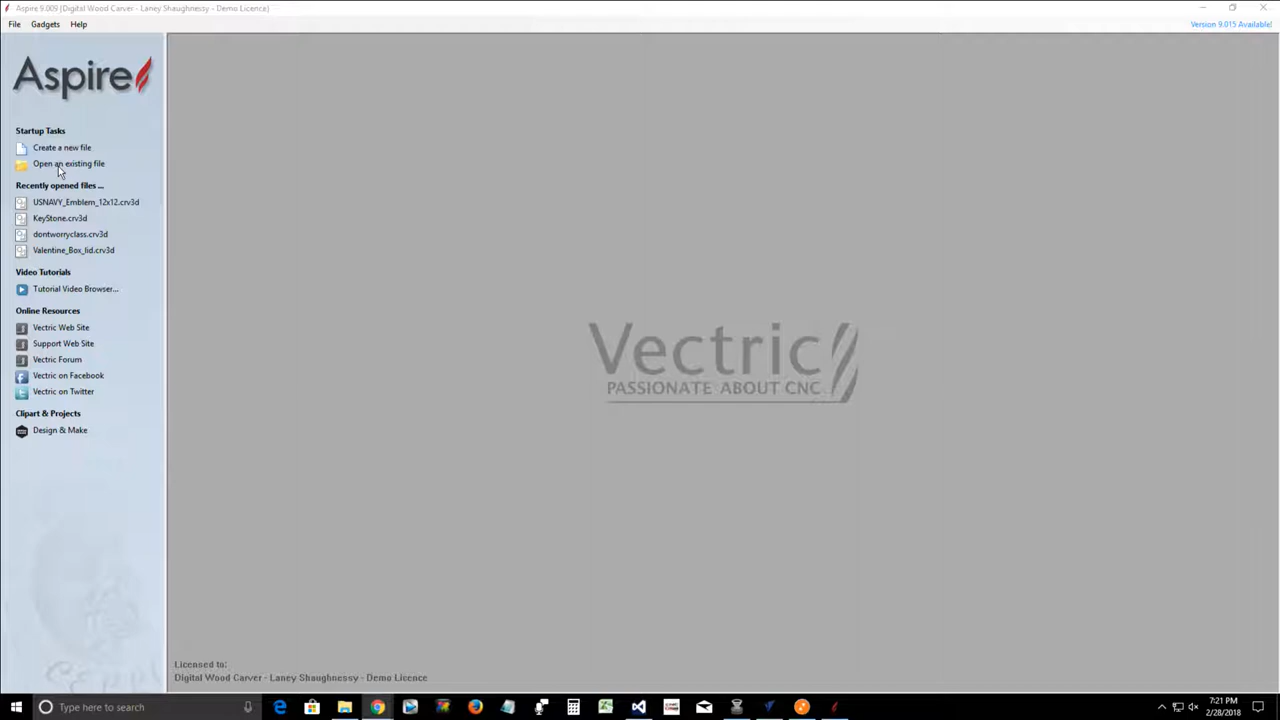 Aspire 9.009 (Digital Wood Carver - Laney Shaughnessy - Demo Licence)
File Gadgets Help
Version 9.015 Available!
Aspire
Startup Tasks
Create a new file
Open an existing file
Recently opened files ...
USNAVY_Emblem_12x12.crv3d
KeyStone.crv3d
dontworryclass.crv3d
Valentine_Box_lid.crv3d
Video Tutorials
Tutorial Video Browser...
Online Resources
Vectric Web Site
Support Web Site
Vectric Forum
Vectric on Facebook
Vectric on Twitter
Clipart & Projects
Design & Make
Vectric
PASSIONATE ABOUT CNC
Licensed to:
Digital Wood Carver - Laney Shaughnessy - Demo Licence
Type here to search
7:21 PM
2/28/2018